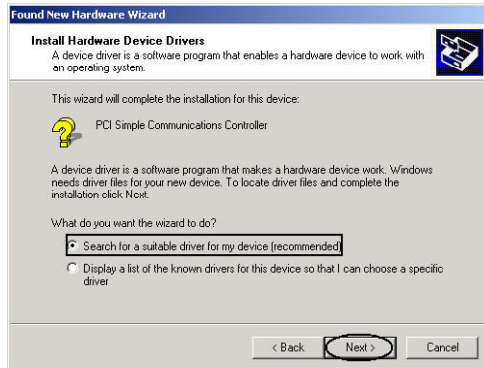 Found New Hardware Wizard
Install Hardware Device Drivers
A device driver is a software program that enables a hardware device to work with
an operating system.
This wizard will complete the installation for this device:
PCI Simple Communications Controller
A device driver is a software program that makes a hardware device work. Windows
needs driver files for your new device. To locate driver files and complete the
installation click Next.
What do you want the wizard to do?
Search for a suitable driver for my device (recommended)
Display a list of the known drivers for this device so that I can choose a specific
driver
< Back Next > Cancel